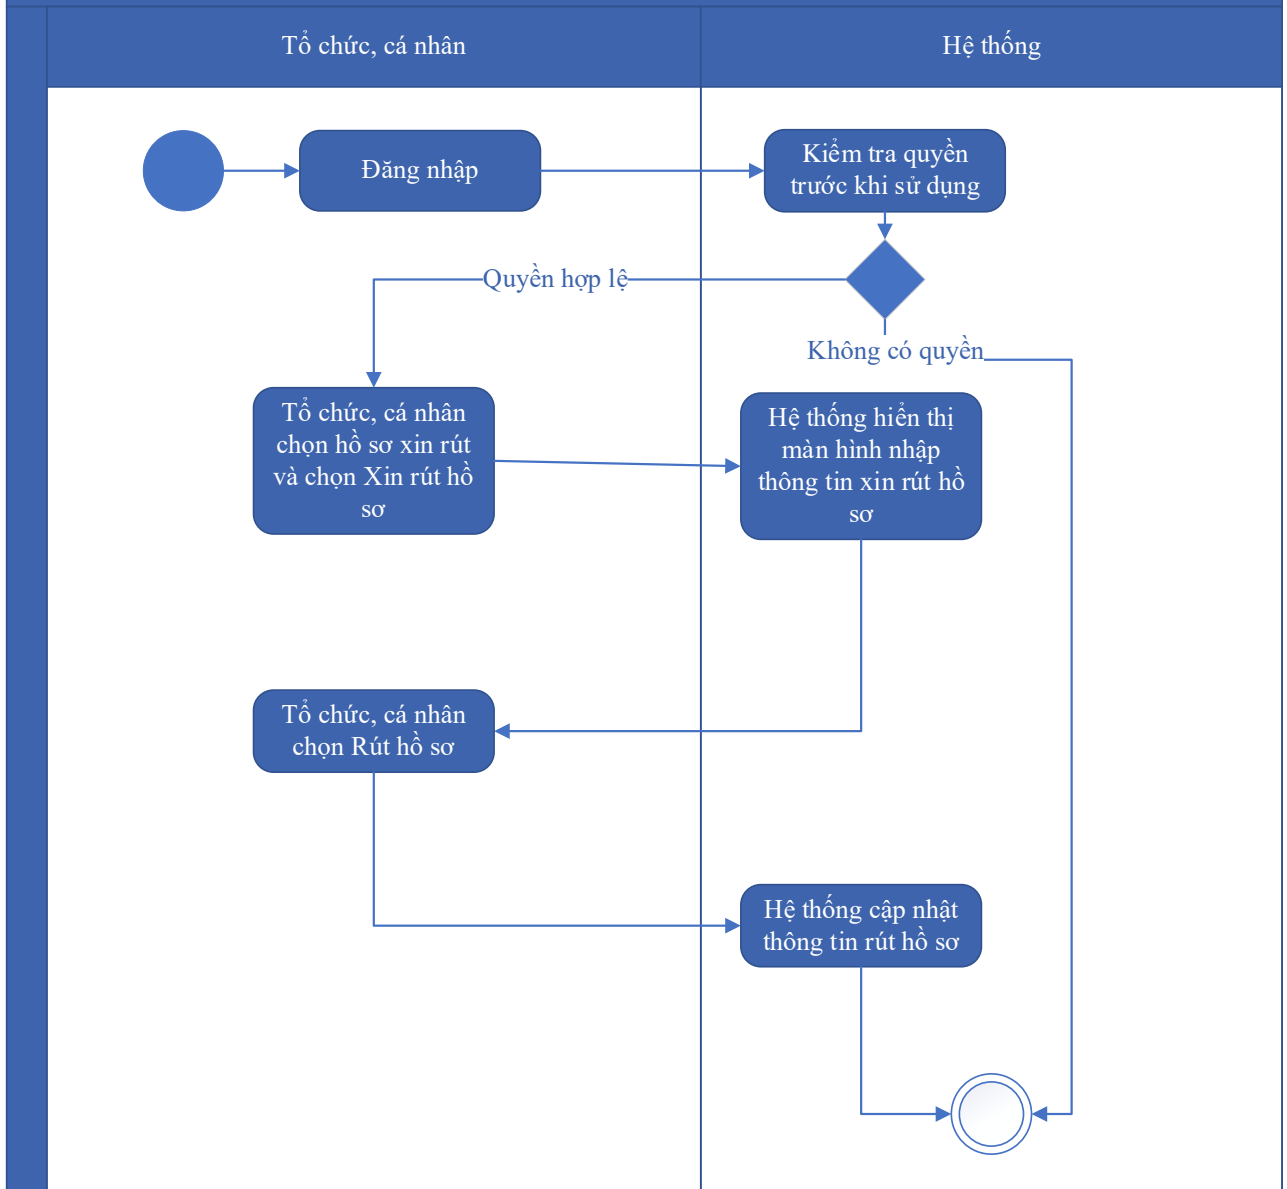 Tổ chức, cá nhân
Hệ thống
Đăng nhập
Kiểm tra quyền
trước khi sử dụng
Quyền hợp lệ
Không có quyền
Tổ chức, cá nhân
chọn hồ sơ xin rút
và chọn Xin rút hồ
sơ
Hệ thống hiển thị
màn hình nhập
thông tin xin rút hồ
sơ
Tổ chức, cá nhân
chọn Rút hồ sơ
Hệ thống cập nhật
thông tin rút hồ sơ